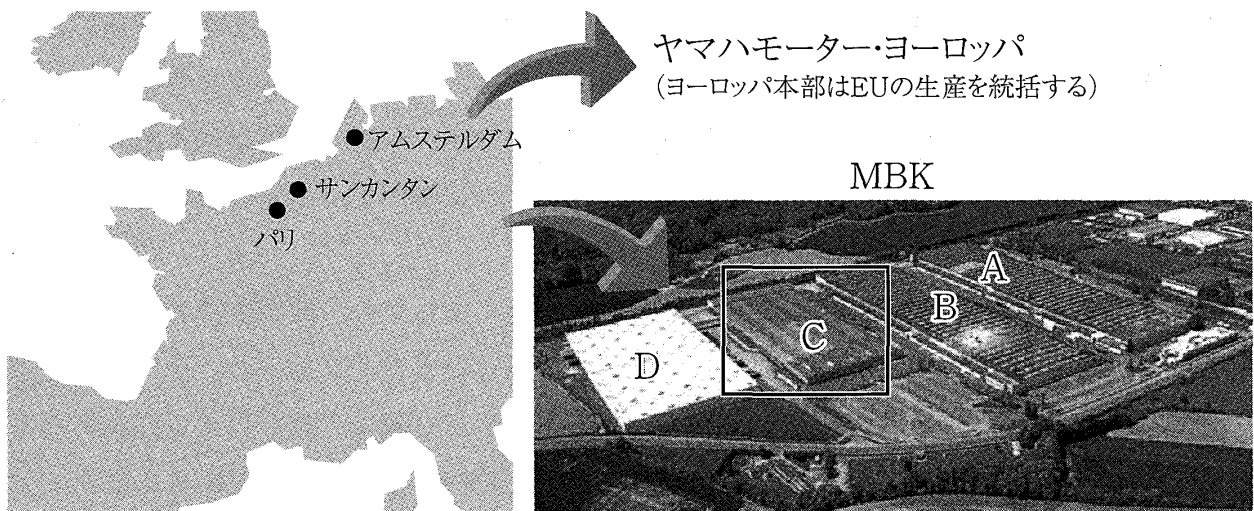 ヤマハモーター・ヨーロッパ
(ヨーロッパ本部はEUの生産を統括する)
アムステルダム
サンカンタン
パリ
MBK
A
B
C
D